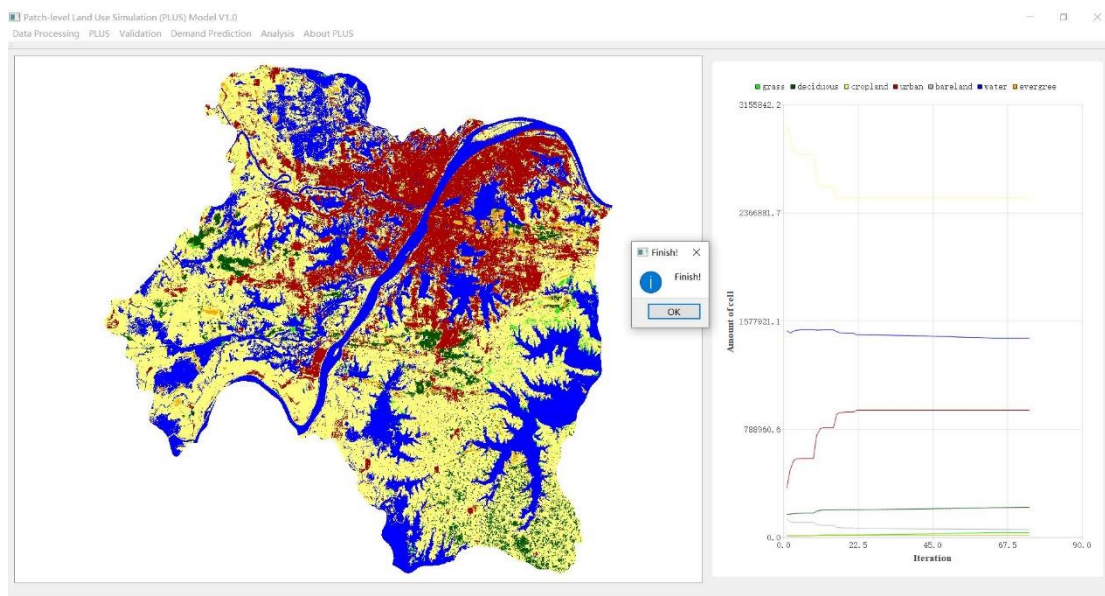 Patch-level Land Use Simulation (PLUS) Model V1.0
Data Processing PLUS Validation Demand Prediction Analysis About PLUS
grass deciduous cropland urban bareland water evergree
3155842.2
2366881.7
1577921.1
788960.6
0.0
Amount of cell
0.0 22.5 45.0 67.5 90.0
Iteration
Finish!
Finish!
OK